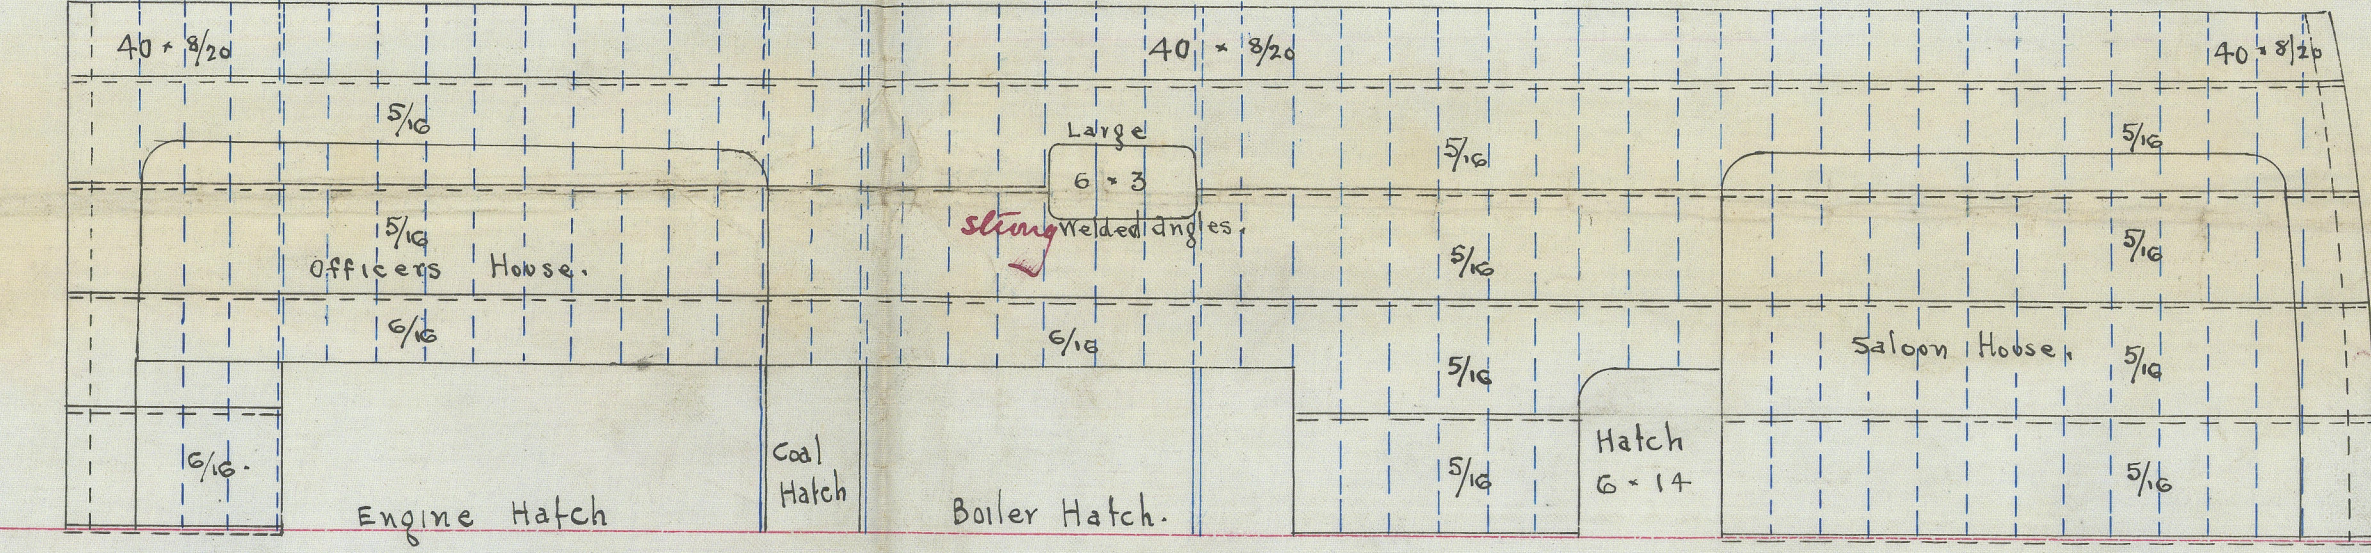 40 × 8/20
40 × 8/20
40 × 8/20
5/16
Large
5/16
5/16
6 × 3
5/16
strong Welded angles.
5/16
5/16
Officers House.
5/16
6/16
6/16
Saloon House.
5/16
5/16
Coal
Hatch
Hatch
6 × 14
6/16.
5/16
5/16
Engine Hatch
Boiler Hatch.